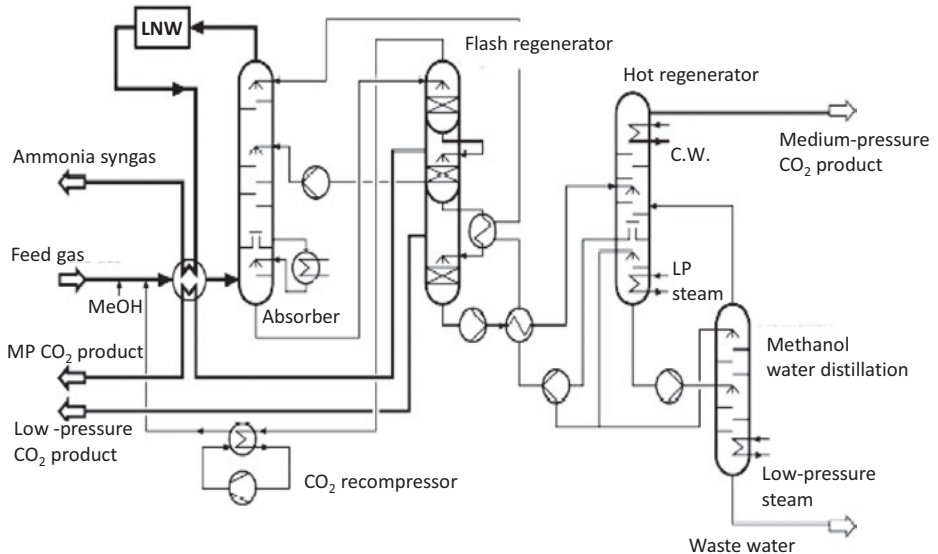 LNW
Flash regenerator
Hot regenerator
Ammonia syngas
C.W.
Medium-pressure
CO₂ product
Feed gas
MeOH
Absorber
LP
steam
MP CO₂ product
Methanol
water distillation
Low -pressure
CO₂ product
CO₂ recompressor
Low-pressure
steam
Waste water